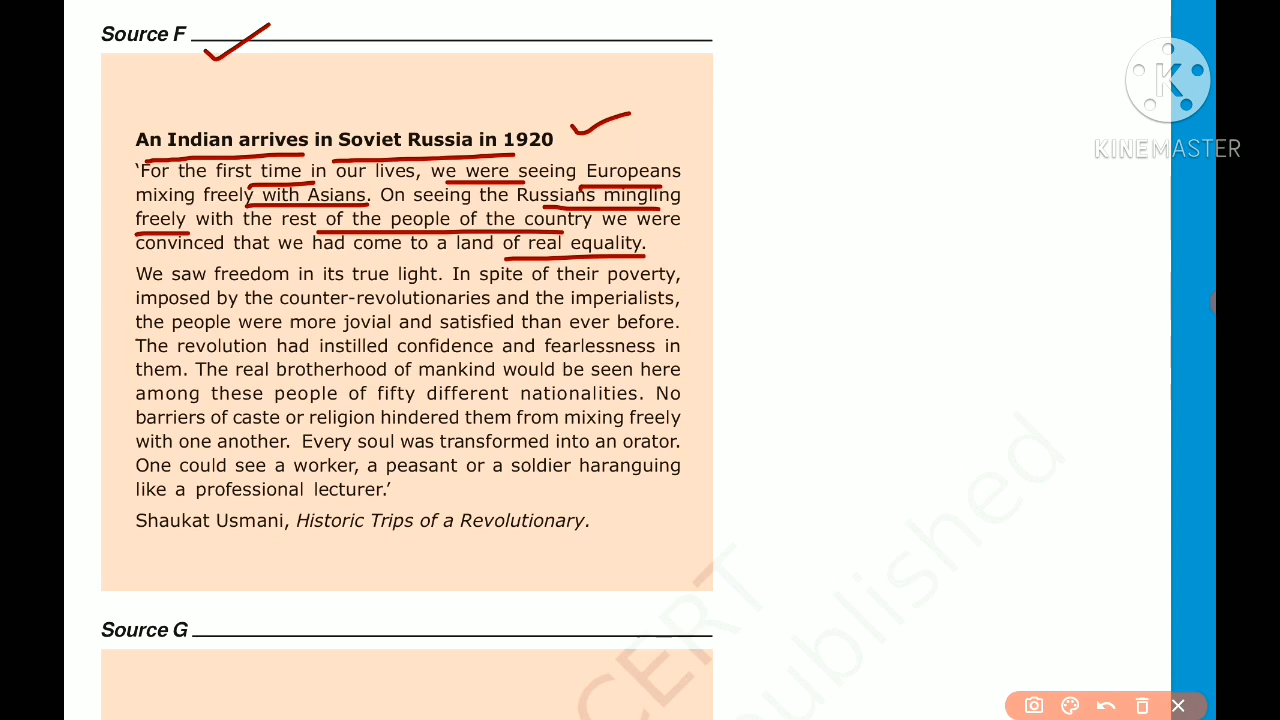 Source F
An Indian arrives in Soviet Russia in 1920
‘For the first time in our lives, we were seeing Europeans
mixing freely with Asians. On seeing the Russians mingling
freely with the rest of the people of the country we were
convinced that we had come to a land of real equality.
We saw freedom in its true light. In spite of their poverty,
imposed by the counter-revolutionaries and the imperialists,
the people were more jovial and satisfied than ever before.
The revolution had instilled confidence and fearlessness in
them. The real brotherhood of mankind would be seen here
among these people of fifty different nationalities. No
barriers of caste or religion hindered them from mixing freely
with one another. Every soul was transformed into an orator.
One could see a worker, a peasant or a soldier haranguing
like a professional lecturer.’
Shaukat Usmani, Historic Trips of a Revolutionary.
Source G
K
KINEMASTER
CERT
published